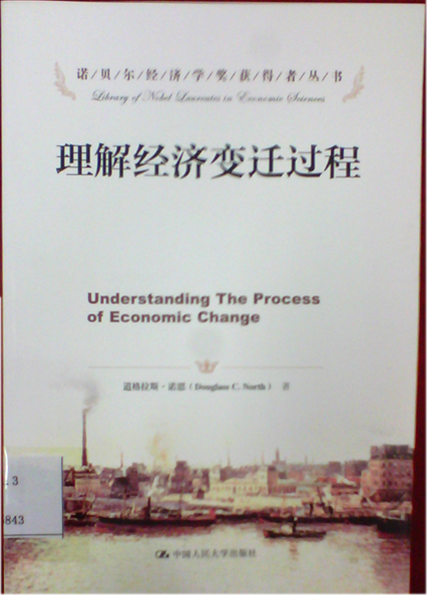 诺/贝/尔/经/济/学/奖/获/得/者/丛/书
Library of Nobel Laureates in Economic Sciences
理解经济变迁过程
Understanding The Process
of Economic Change
道格拉斯·诺思（Douglass C. North） 著
3
843
中国人民大学出版社